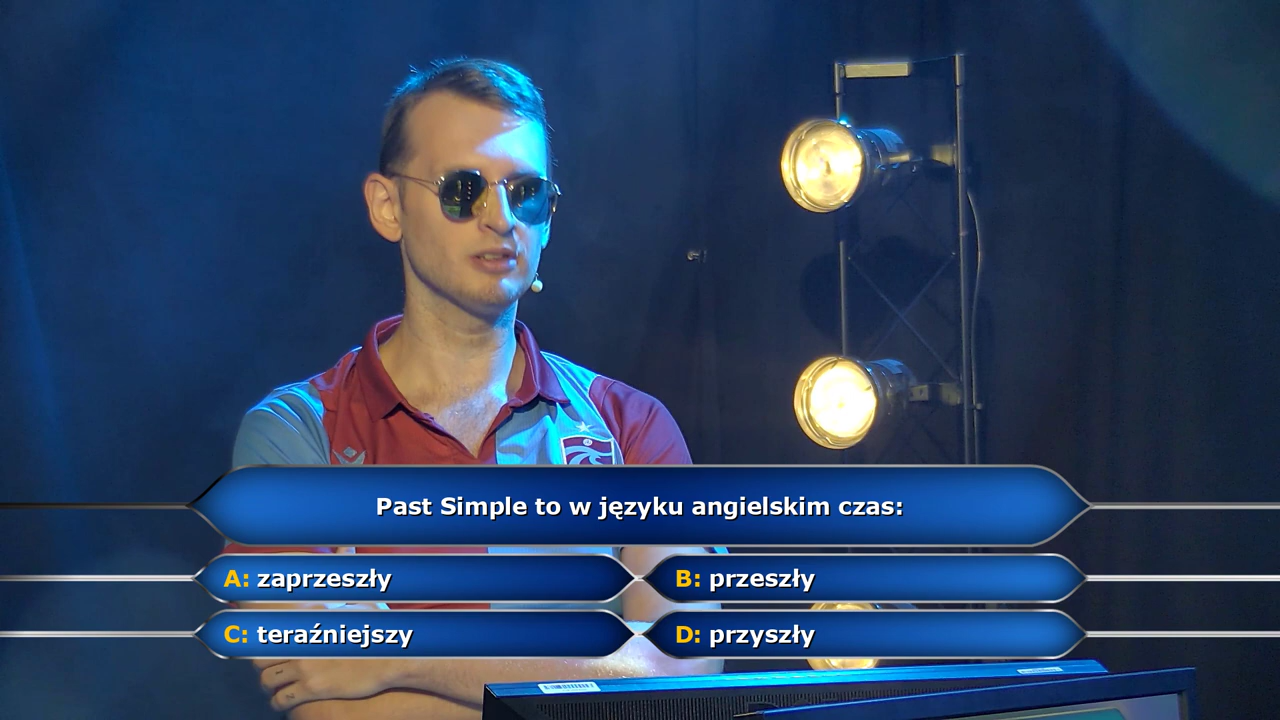 Past Simple to w języku angielskim czas:
A: zaprzeszły
B: przeszły
C: teraźniejszy
D: przyszły